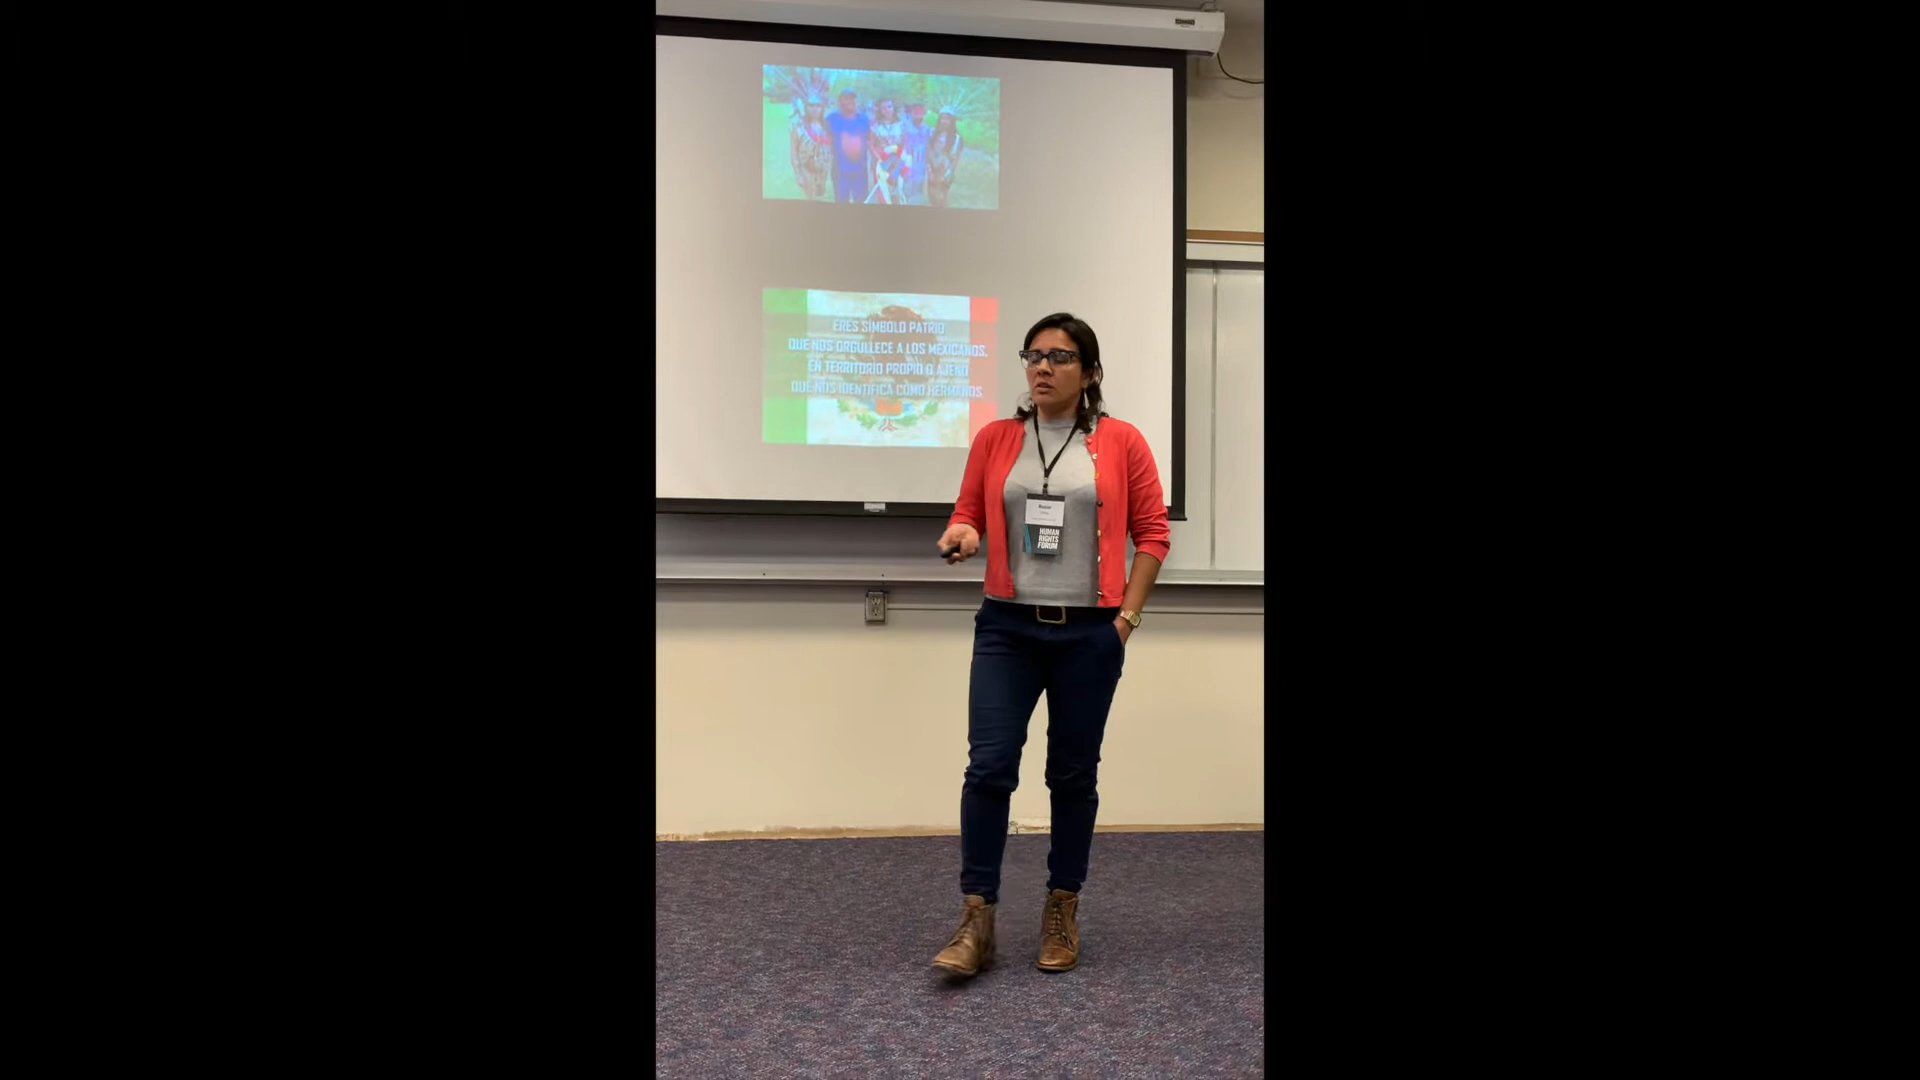 ERES SÍMBOLO PATRIO
QUE NOS ORGULLECE A LOS MEXICANOS,
EN TERRITORIO PROPIO O AJENO
QUE NOS IDENTIFICA COMO HERMANOS
HUMAN
RIGHTS
FORUM